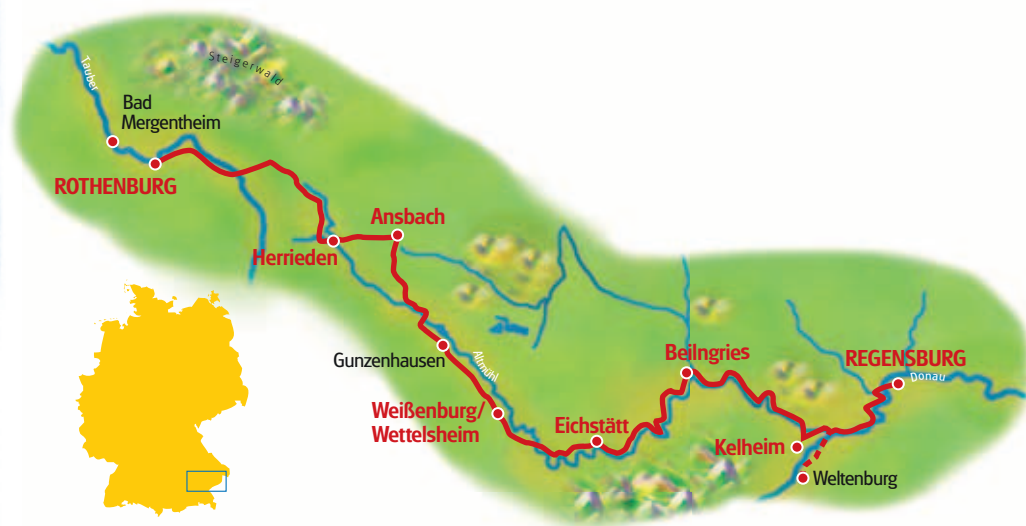 Steigerwald
Tauber
Bad
Mergentheim
ROTHENBURG
Ansbach
Herrieden
Gunzenhausen
Altmühl
Beilngries
REGENSBURG
Donau
Weißenburg/
Wettelsheim
Eichstätt
Kelheim
Weltenburg